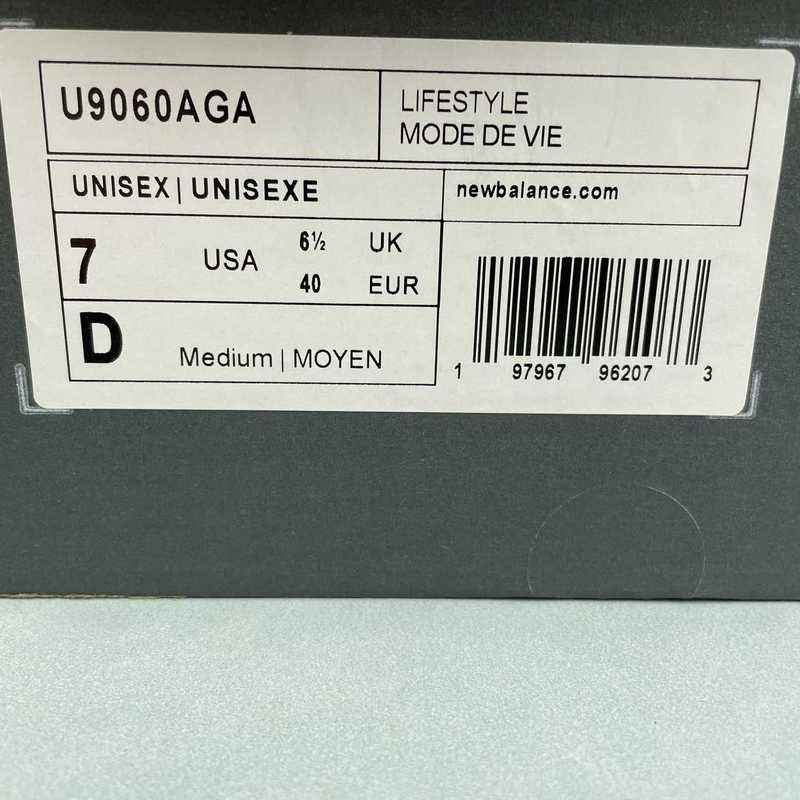 U9060AGA
LIFESTYLE
MODE DE VIE
UNISEX | UNISEXE
newbalance.com
7 USA 6½ UK
40 EUR
D Medium | MOYEN
1 97967 96207 3